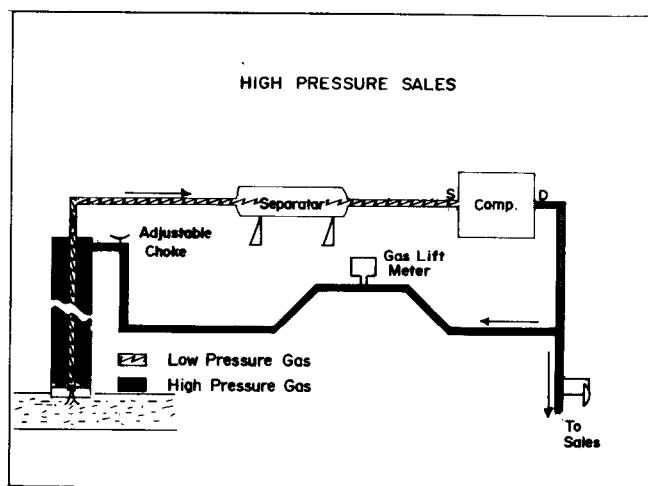 HIGH PRESSURE SALES
S
Separator
Comp.
D
Adjustable
Choke
Gas Lift
Meter
Low Pressure Gas
High Pressure Gas
To
Sales